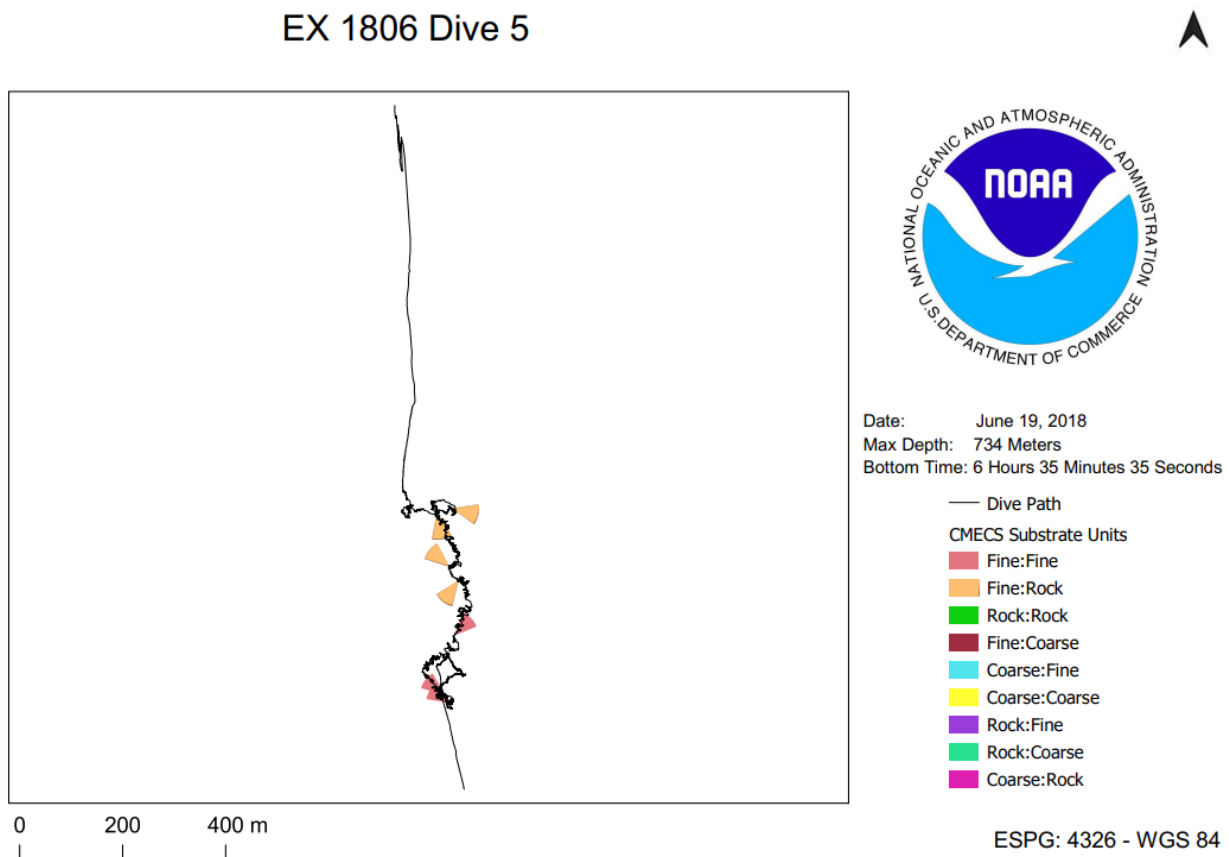 EX 1806 Dive 5
NATIONAL OCEANIC AND ATMOSPHERIC ADMINISTRATION
NOAA
U.S. DEPARTMENT OF COMMERCE
Date: June 19, 2018
Max Depth: 734 Meters
Bottom Time: 6 Hours 35 Minutes 35 Seconds
Dive Path
CMECS Substrate Units
Fine:Fine
Fine:Rock
Rock:Rock
Fine:Coarse
Coarse:Fine
Coarse:Coarse
Rock:Fine
Rock:Coarse
Coarse:Rock
0 200 400 m
ESPG: 4326 - WGS 84